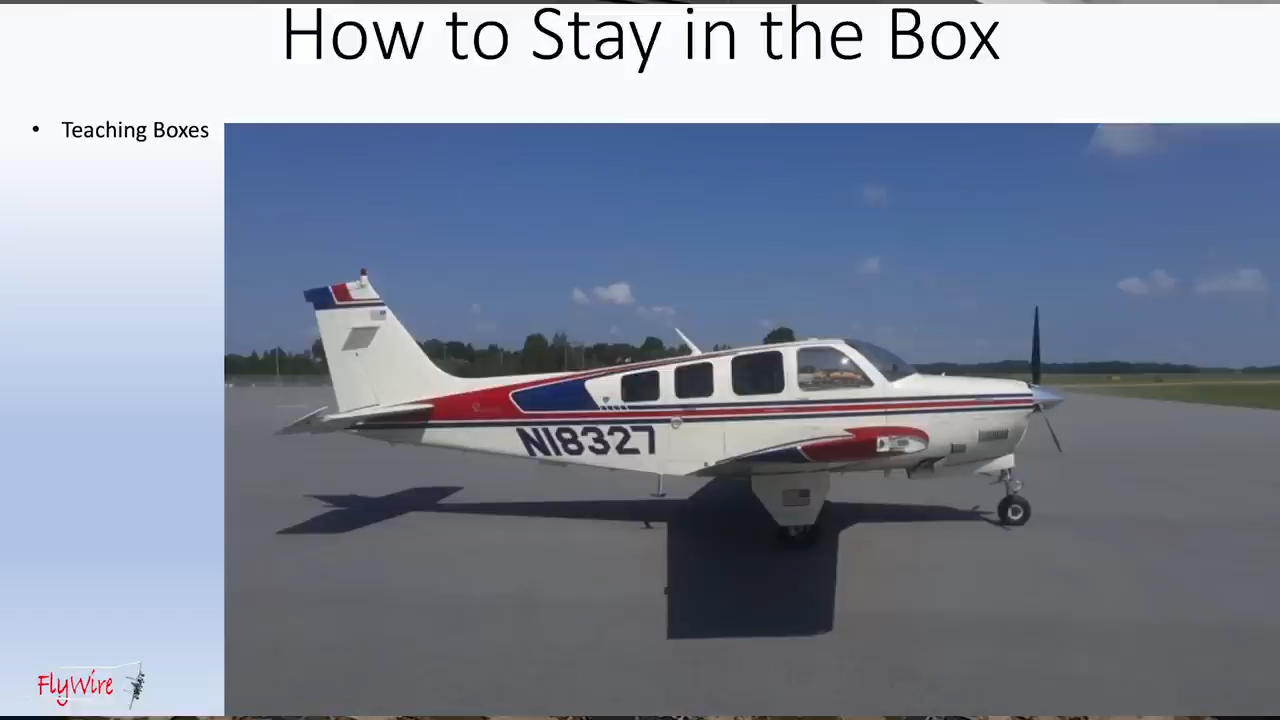 How to Stay in the Box
• Teaching Boxes
N18327
FlyWire